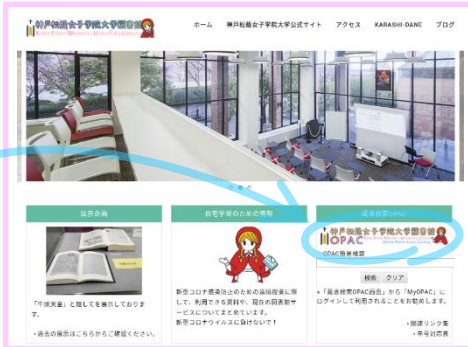 神戸松蔭女子学院大学図書館
ホーム 神戸松蔭女子学院大学公式サイト アクセス KARASHI-DANE ブログ
展示企画
自宅学習のための情報
蔵書検索OPAC
神戸松蔭女子学院大学図書館
OPAC
OPAC簡易検索
検索 クリア
「蔵書検索OPAC画面」から「MyOPAC」に
ログインして利用されることをお勧めします。
・関連リンク集
・年号対応表
と題してを展示しておりま
す。
・過去の展示はこちらからご確認ください。
新型コロナ感染防止のための遠隔授業に際
して、利用できる資料や、現在の図書館サ
ービスについてまとめています。
新型コロナウイルスに負けないで！